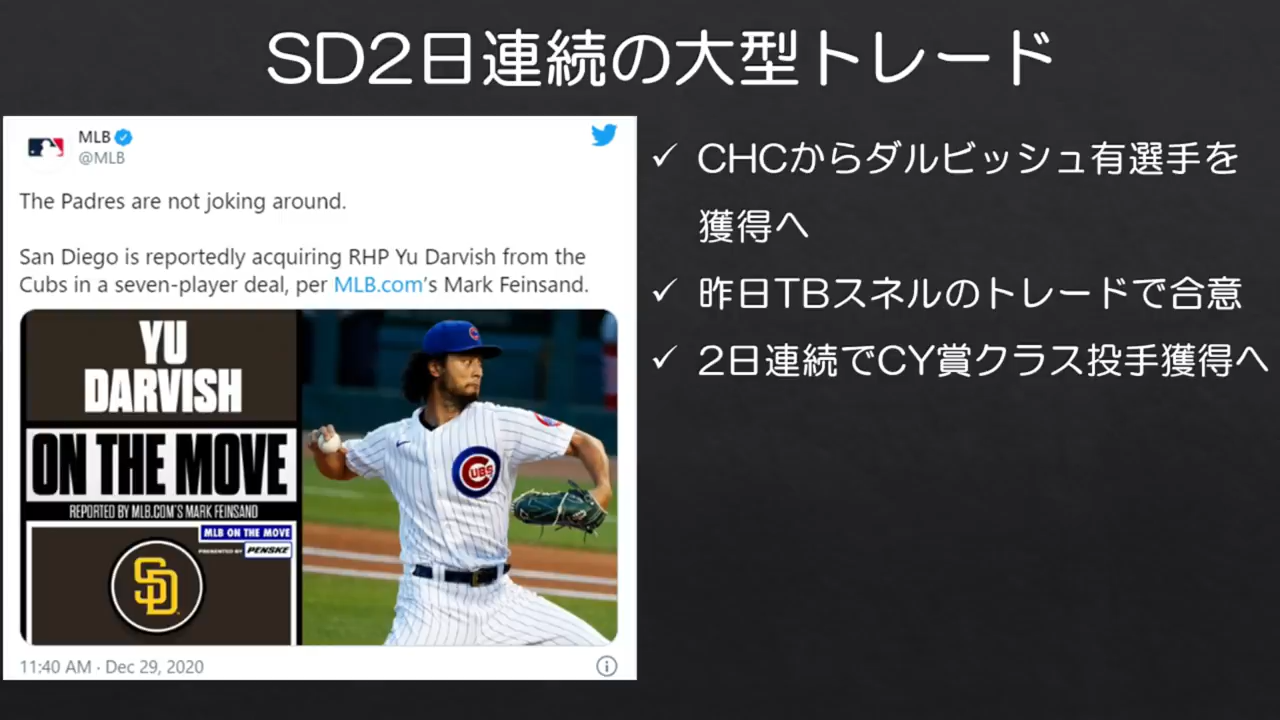 SD2日連続の大型トレード
MLB
@MLB
The Padres are not joking around.
San Diego is reportedly acquiring RHP Yu Darvish from the
Cubs in a seven-player deal, per MLB.com's Mark Feinsand.
YU
DARVISH
ON THE MOVE
REPORTED BY MLB.COM'S MARK FEINSAND
MLB ON THE MOVE
PRESENTED BY PENSKE
SD
CUBS
11:40 AM · Dec 29, 2020
✓ CHCからダルビッシュ有選手を
獲得へ
✓ 昨日TBスネルのトレードで合意
✓ 2日連続でCY賞クラス投手獲得へ